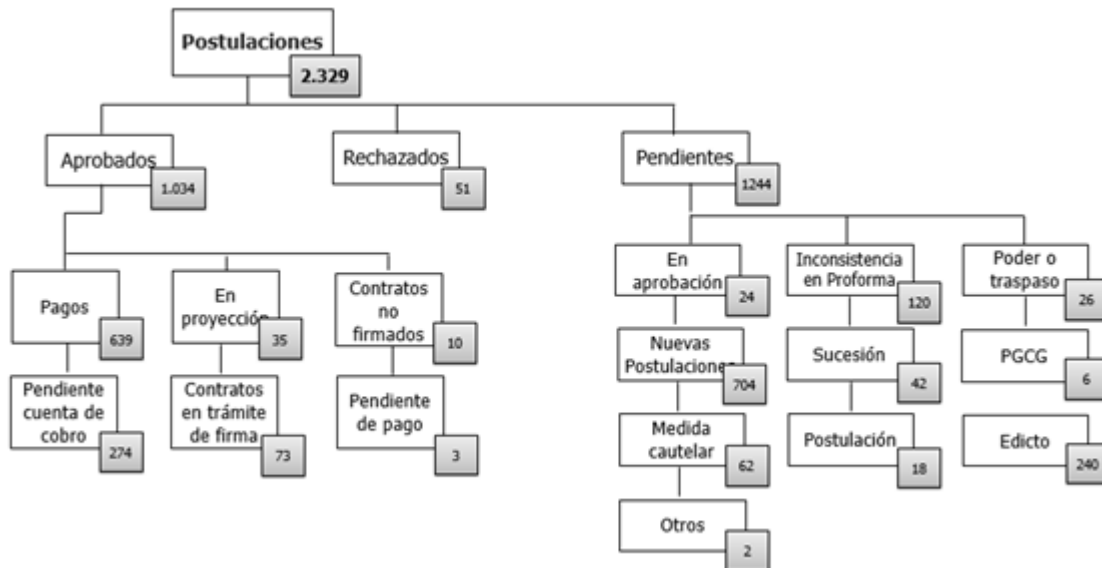 Postulaciones
2.329
Aprobados
1.034
Rechazados
51
Pendientes
1244
Pagos
639
En
proyección
35
Contratos
no
firmados
10
Pendiente
cuenta de
cobro
274
Contratos
en trámite
de firma
73
Pendiente
de pago
3
En
aprobación
24
Inconsistencia
en Proforma
120
Poder o
traspaso
26
Nuevas
Postulaciones
704
Sucesión
42
PGCG
6
Medida
cautelar
62
Postulación
18
Edicto
240
Otros
2